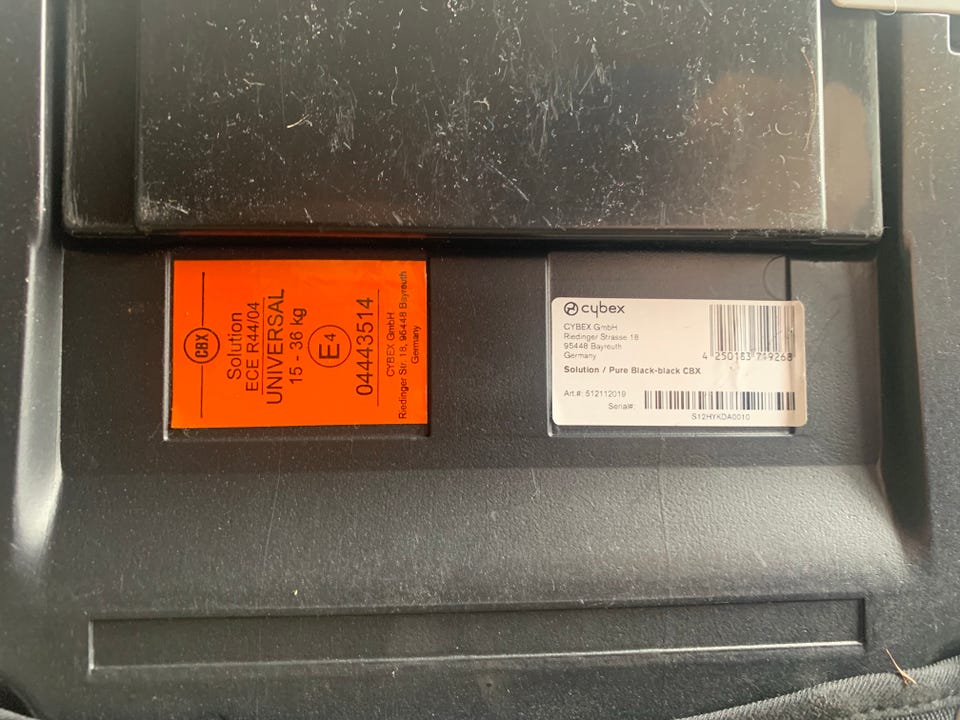 CBX
Solution
ECE R44/04
UNIVERSAL
15 - 36 kg
E4
04443514
CYBEX GmbH
Riedinger Str. 18, 95448 Bayreuth
Germany
cybex
CYBEX GmbH
Riedinger Strasse 18
95448 Bayreuth
Germany
4 250183 749268
Solution / Pure Black-black CBX
Art.#: 512112019
Serial#:
S12HYKDA0010